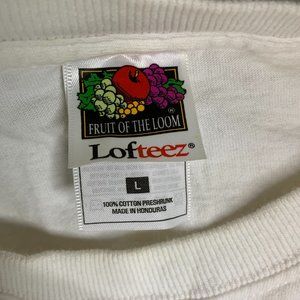 FRUIT OF THE LOOM®
Lofteez®
L
100% COTTON PRESHRUNK
MADE IN HONDURAS